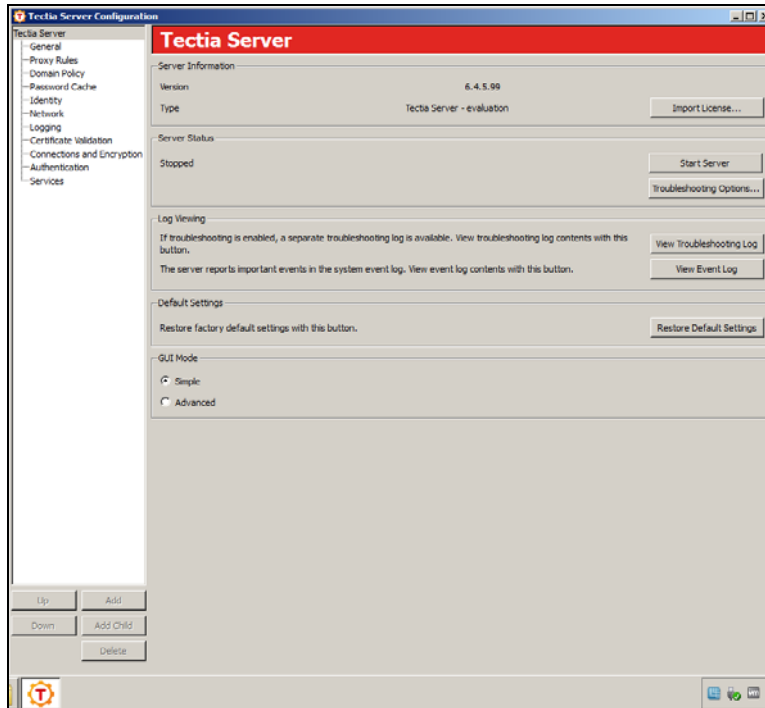 Tectia Server Configuratio
Tectia Server
General
Proxy Rules
Domain Policy
Password Cache
Identity
Network
Logging
Certificate Validation
Connections and Encryption
Authentication
Services
Up
Add
Down
Add Child
Delete
Tectia Server
Server Information
Version 6.4.5.99
Type Tectia Server - evaluation Import License...
Server Status
Stopped Start Server
Troubleshooting Options...
Log Viewing
If troubleshooting is enabled, a separate troubleshooting log is available. View troubleshooting log contents with this
button.
View Troubleshooting Log
The server reports important events in the system event log. View event log contents with this button. View Event Log
Default Settings
Restore factory default settings with this button. Restore Default Settings
GUI Mode
Simple
Advanced
T